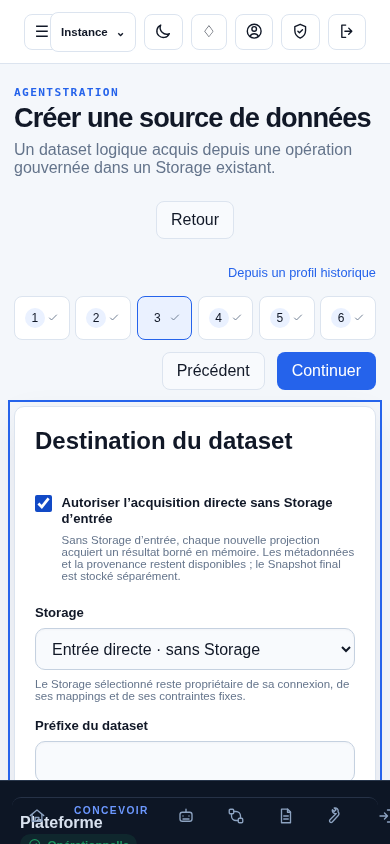 Instance
AGENTSTRATION
Créer une source de données
Un dataset logique acquis depuis une opération
gouvernée dans un Storage existant.
Retour
Depuis un profil historique
1 2 3 4 5 6
Précédent Continuer
Destination du dataset
Autoriser l’acquisition directe sans Storage
d’entrée
Sans Storage d’entrée, chaque nouvelle projection
acquiert un résultat borné en mémoire. Les métadonnées
et la provenance restent disponibles ; le Snapshot final
est stocké séparément.
Storage
Entrée directe · sans Storage
Le Storage sélectionné reste propriétaire de sa connexion, de
ses mappings et de ses contraintes fixes.
Préfixe du dataset
CONCEVOIR
Plateforme
Opérationnelle